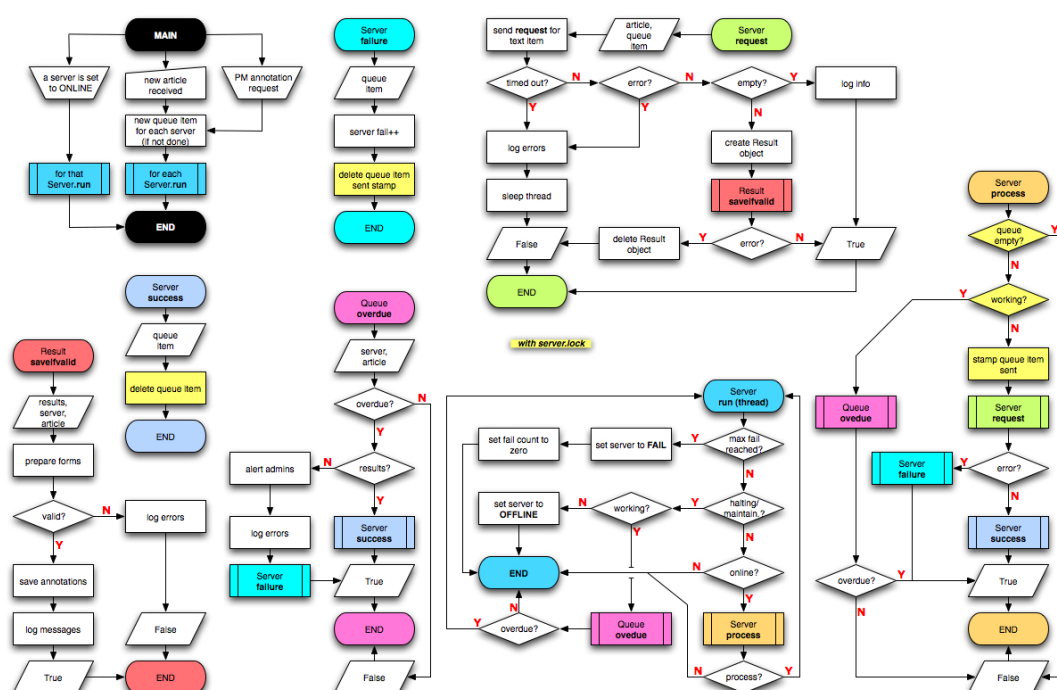 MAIN
a server is set
to ONLINE
new article
received
PM annotation
request
new queue item
for each server
(if not done)
for that
Server.run
for each
Server.run
END
Server
failure
queue
item
server fail++
delete queue item
sent stamp
END
Server
request
article,
queue
item
send request for
text item
timed out?
N
error?
N
empty?
Y
log info
Y
Y
N
log errors
create Result
object
sleep thread
Result
saveifvalid
False
delete Result
object
Y
error?
N
True
END
with server.lock
Server
success
queue
item
delete queue item
END
Result
saveifvalid
results,
server,
article
prepare forms
valid?
N
log errors
Y
save annotations
log messages
False
True
END
Queue
overdue
server,
article
overdue?
N
Y
alert admins
N
results?
Y
log errors
Server
success
Server
failure
True
END
False
Server
run (thread)
set fail count to
zero
set server to FAIL
Y
max fail
reached?
N
set server to
OFFLINE
N
working?
Y
halting/
maintain.?
Y
N
END
N
online?
N
Y
Y
overdue?
Queue
ovedue
Server
process
N
process?
Y
Server
process
queue
empty?
Y
N
Y
working?
N
stamp queue item
sent
Queue
ovedue
Server
request
Server
failure
Y
error?
N
Server
success
overdue?
Y
True
N
END
False